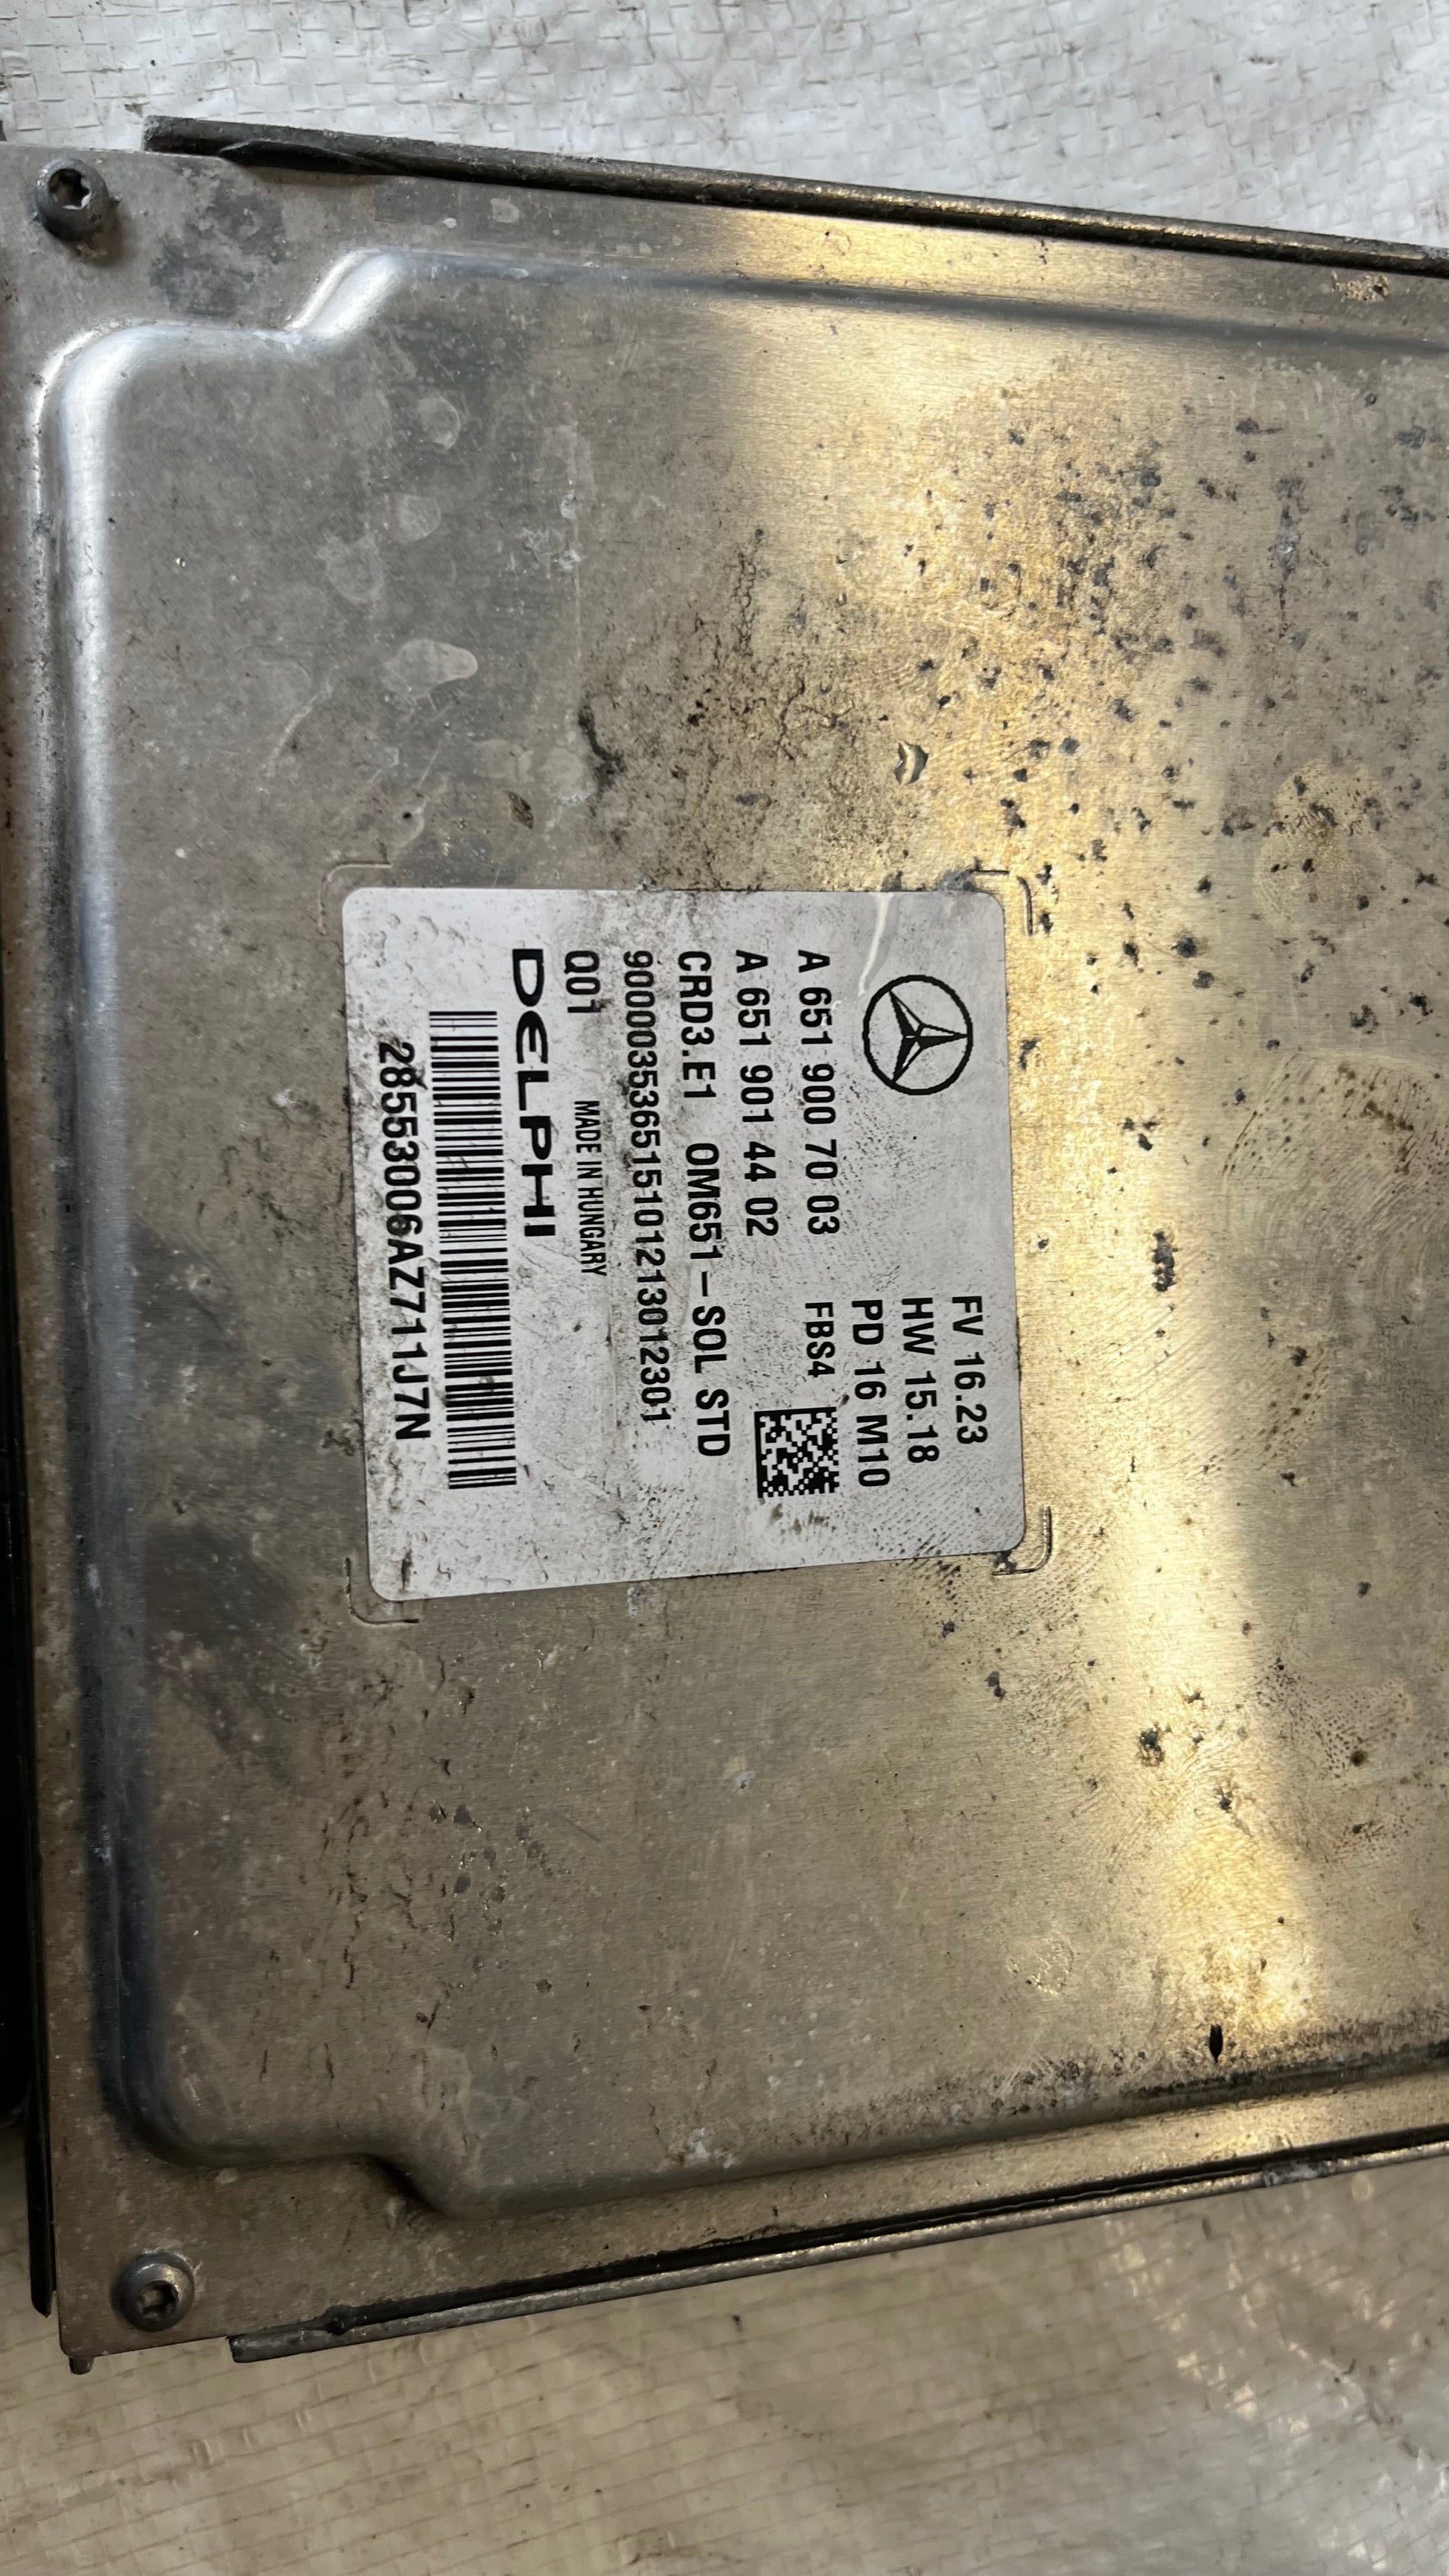 FV 16.23
HW 15.18
A 651 900 70 03 PD 16 M10
A 651 901 44 02 FBS4
CRD3.E1 OM651–SOL STD
900003536515101213012301
Q01 MADE IN HUNGARY
DELPHI
28553006AZ711J7N